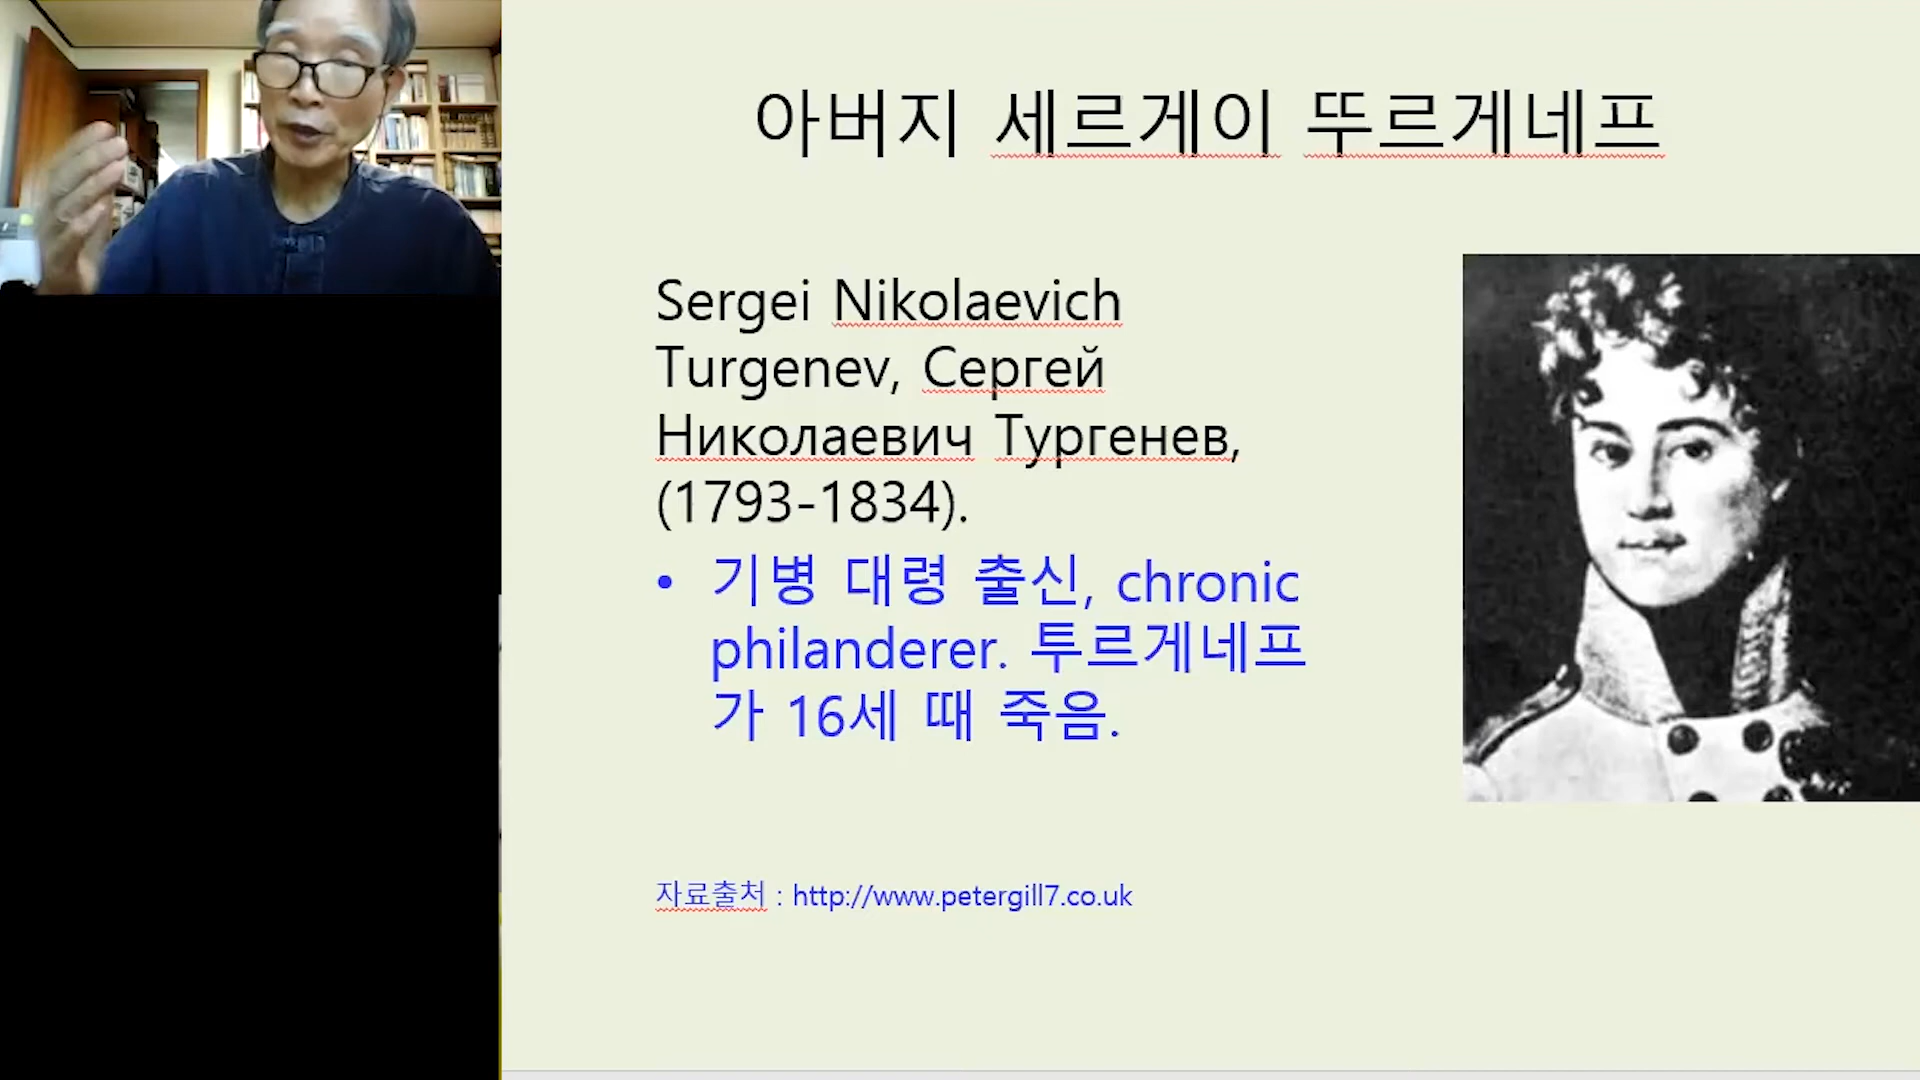 아버지 세르게이 뚜르게네프
Sergei Nikolaevich
Turgenev, Сергей
Николаевич Тургенев,
(1793-1834).
• 기병 대령 출신, chronic
philanderer. 투르게네프
가 16세 때 죽음.
자료출처 : http://www.petergill7.co.uk